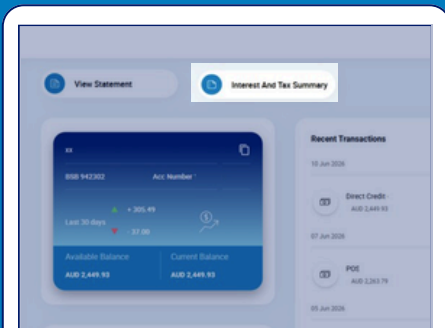 View Statement
Interest And Tax Summary
xx
BSB 942302 Acc Number
Last 30 days
+ 305.49
- 37.00
Available Balance Current Balance
AUD 2,449.93 AUD 2,449.93
Recent Transactions
10 Jun 2026
Direct Credit -
AUD 2,449.93
07 Jun 2026
POS
AUD 2,263.79
05 Jun 2026